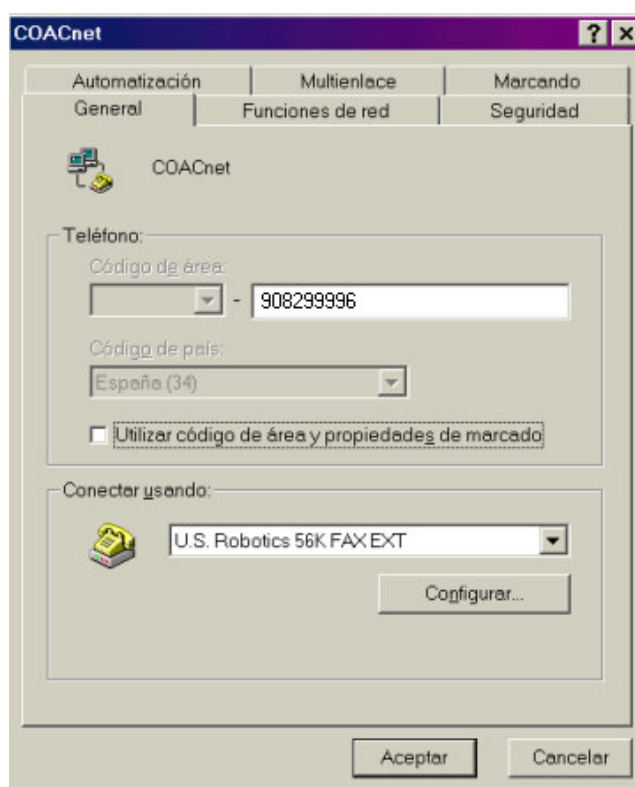 COACnet
Automatización Multienlace Marcando
General Funciones de red Seguridad
COACnet
Teléfono:
Código de área:
- 908299996
Código de país:
España (34)
Utilizar código de área y propiedades de marcado
Conectar usando:
U.S. Robotics 56K FAX EXT
Configurar...
Aceptar Cancelar